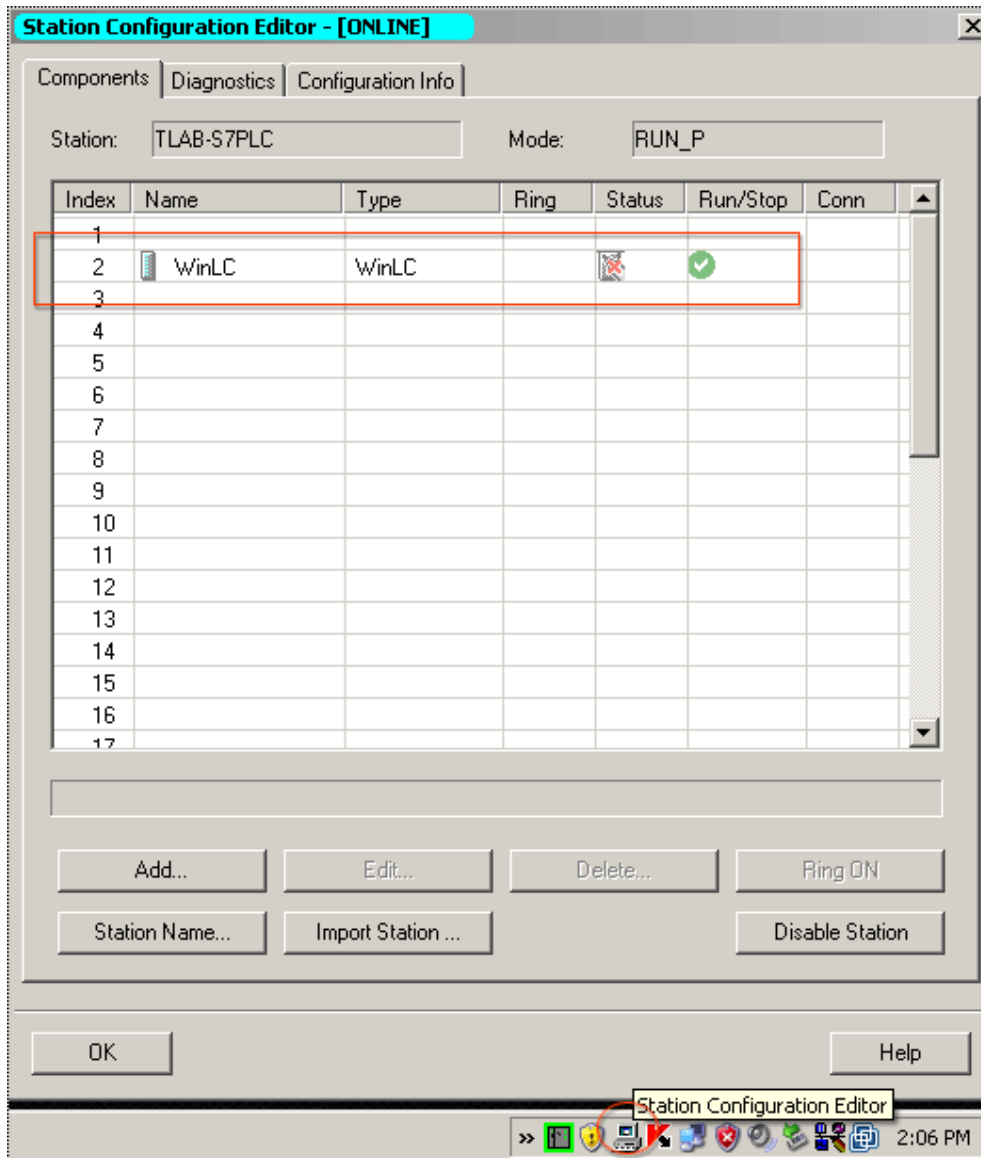 Station Configuration Editor - [ONLINE]
Components Diagnostics Configuration Info
Station: TLAB-S7PLC Mode: RUN_P
Index Name Type Ring Status Run/Stop Conn
1
2 WinLC WinLC
3
4
5
6
7
8
9
10
11
12
13
14
15
16
17
Add... Edit... Delete... Ring ON
Station Name... Import Station ... Disable Station
OK Help
Station Configuration Editor
» 2:06 PM